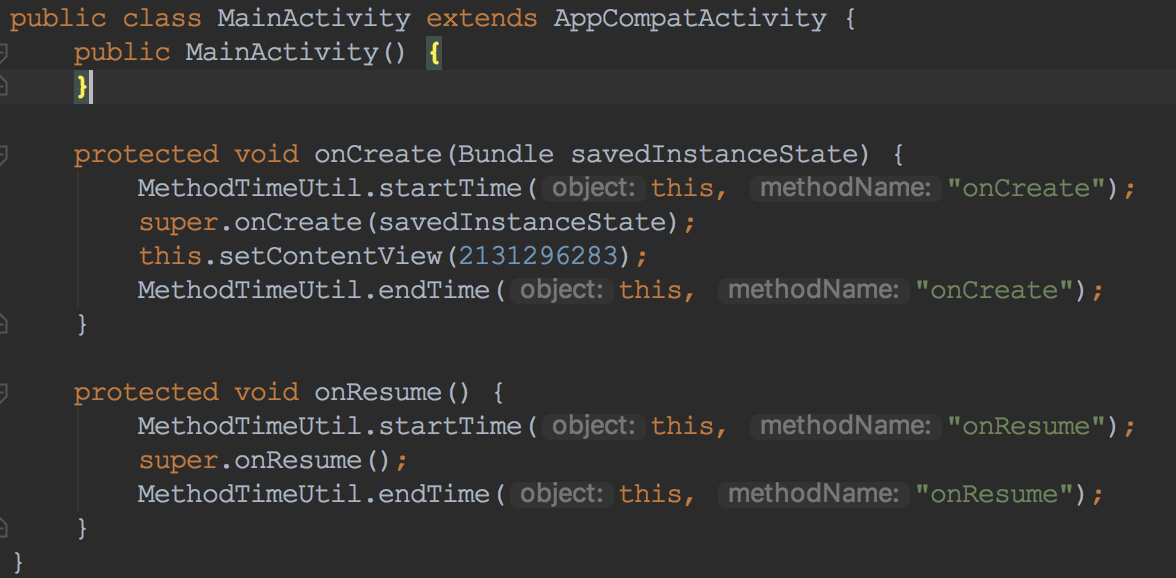 public class MainActivity extends AppCompatActivity {
    public MainActivity() {
    }

    protected void onCreate(Bundle savedInstanceState) {
        MethodTimeUtil.startTime( object: this, methodName: "onCreate");
        super.onCreate(savedInstanceState);
        this.setContentView(2131296283);
        MethodTimeUtil.endTime( object: this, methodName: "onCreate");
    }

    protected void onResume() {
        MethodTimeUtil.startTime( object: this, methodName: "onResume");
        super.onResume();
        MethodTimeUtil.endTime( object: this, methodName: "onResume");
    }
}